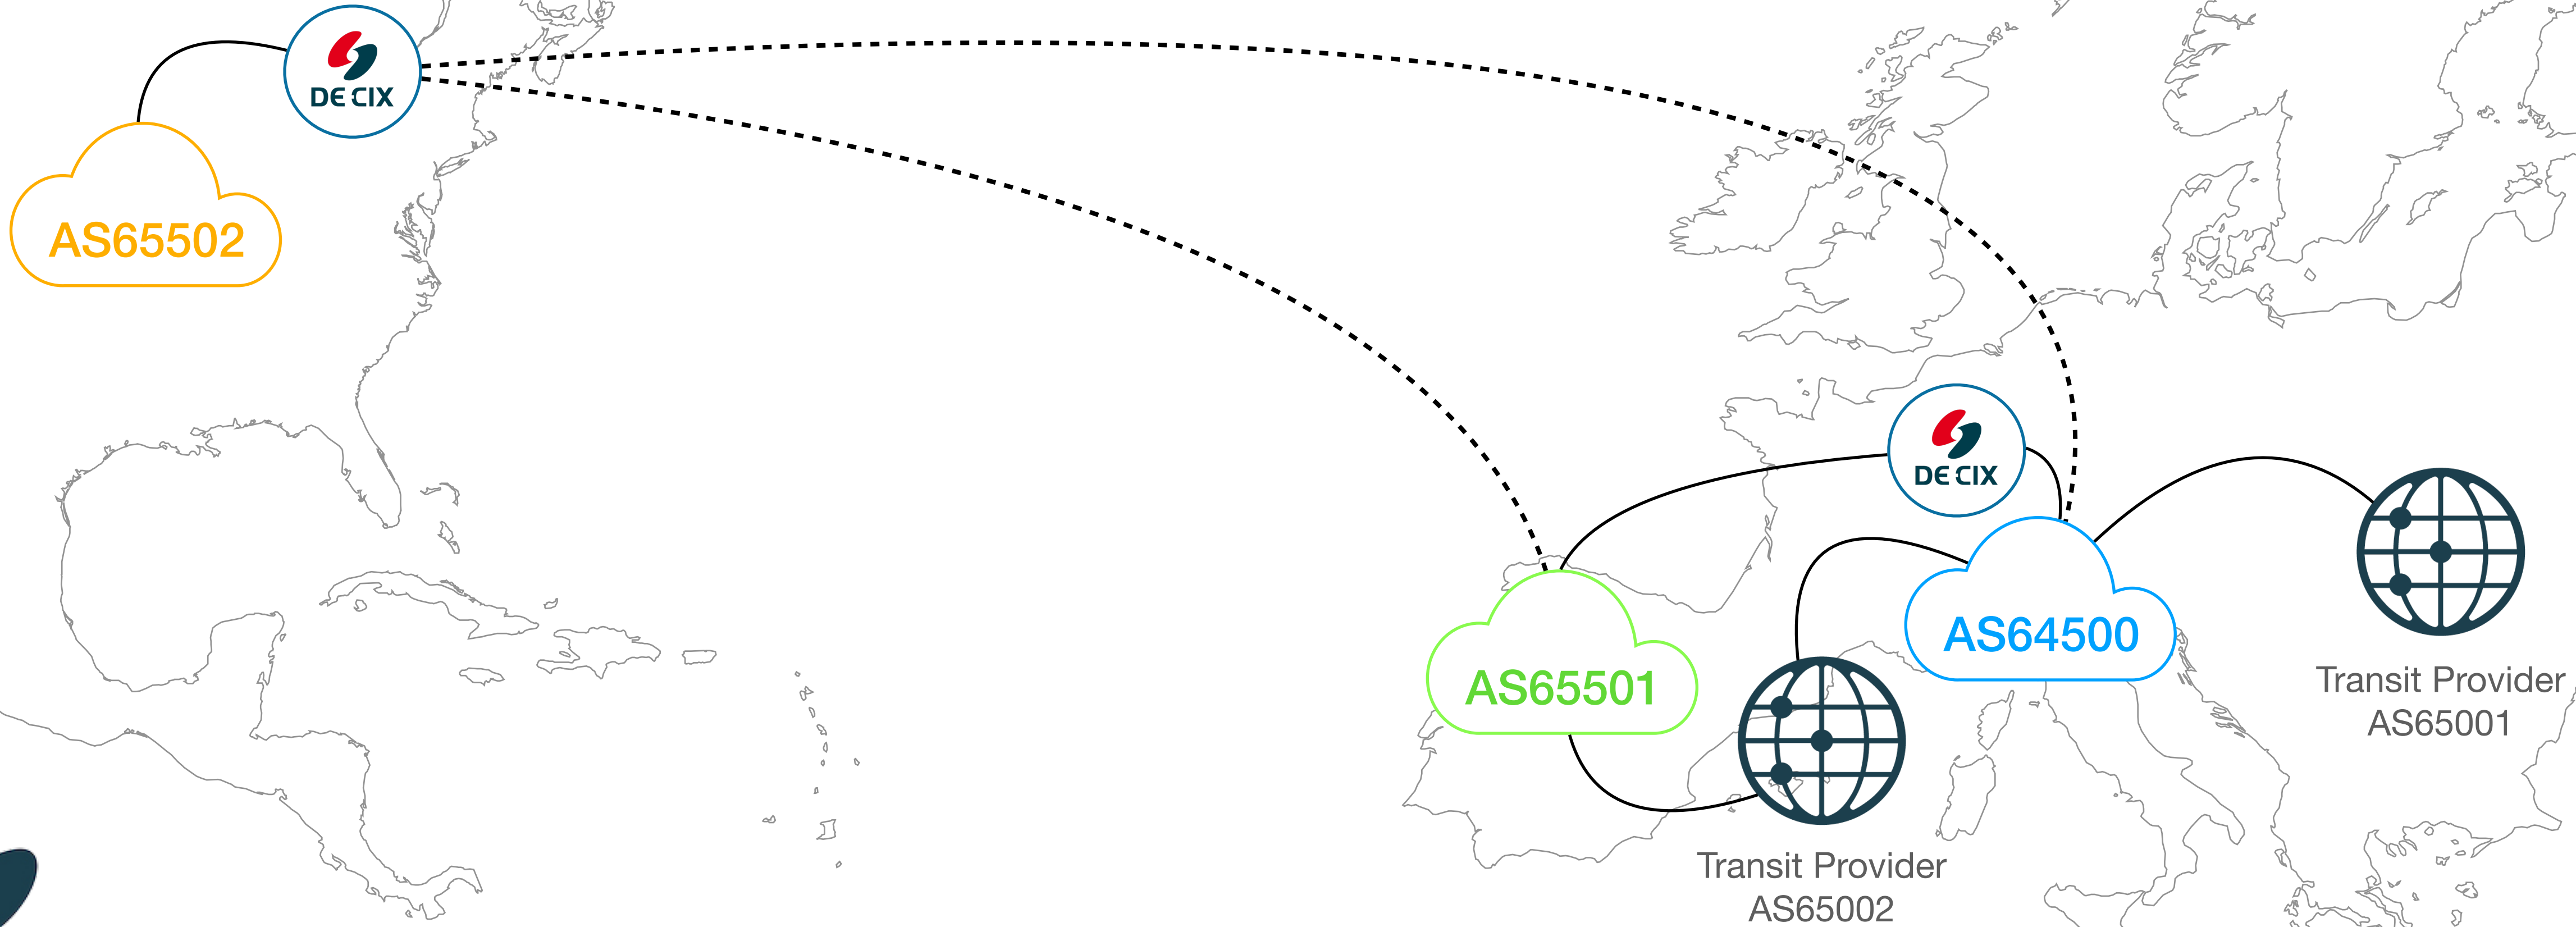 DE CIX
AS65502
DE CIX
AS64500
AS65501
Transit Provider
AS65001
Transit Provider
AS65002